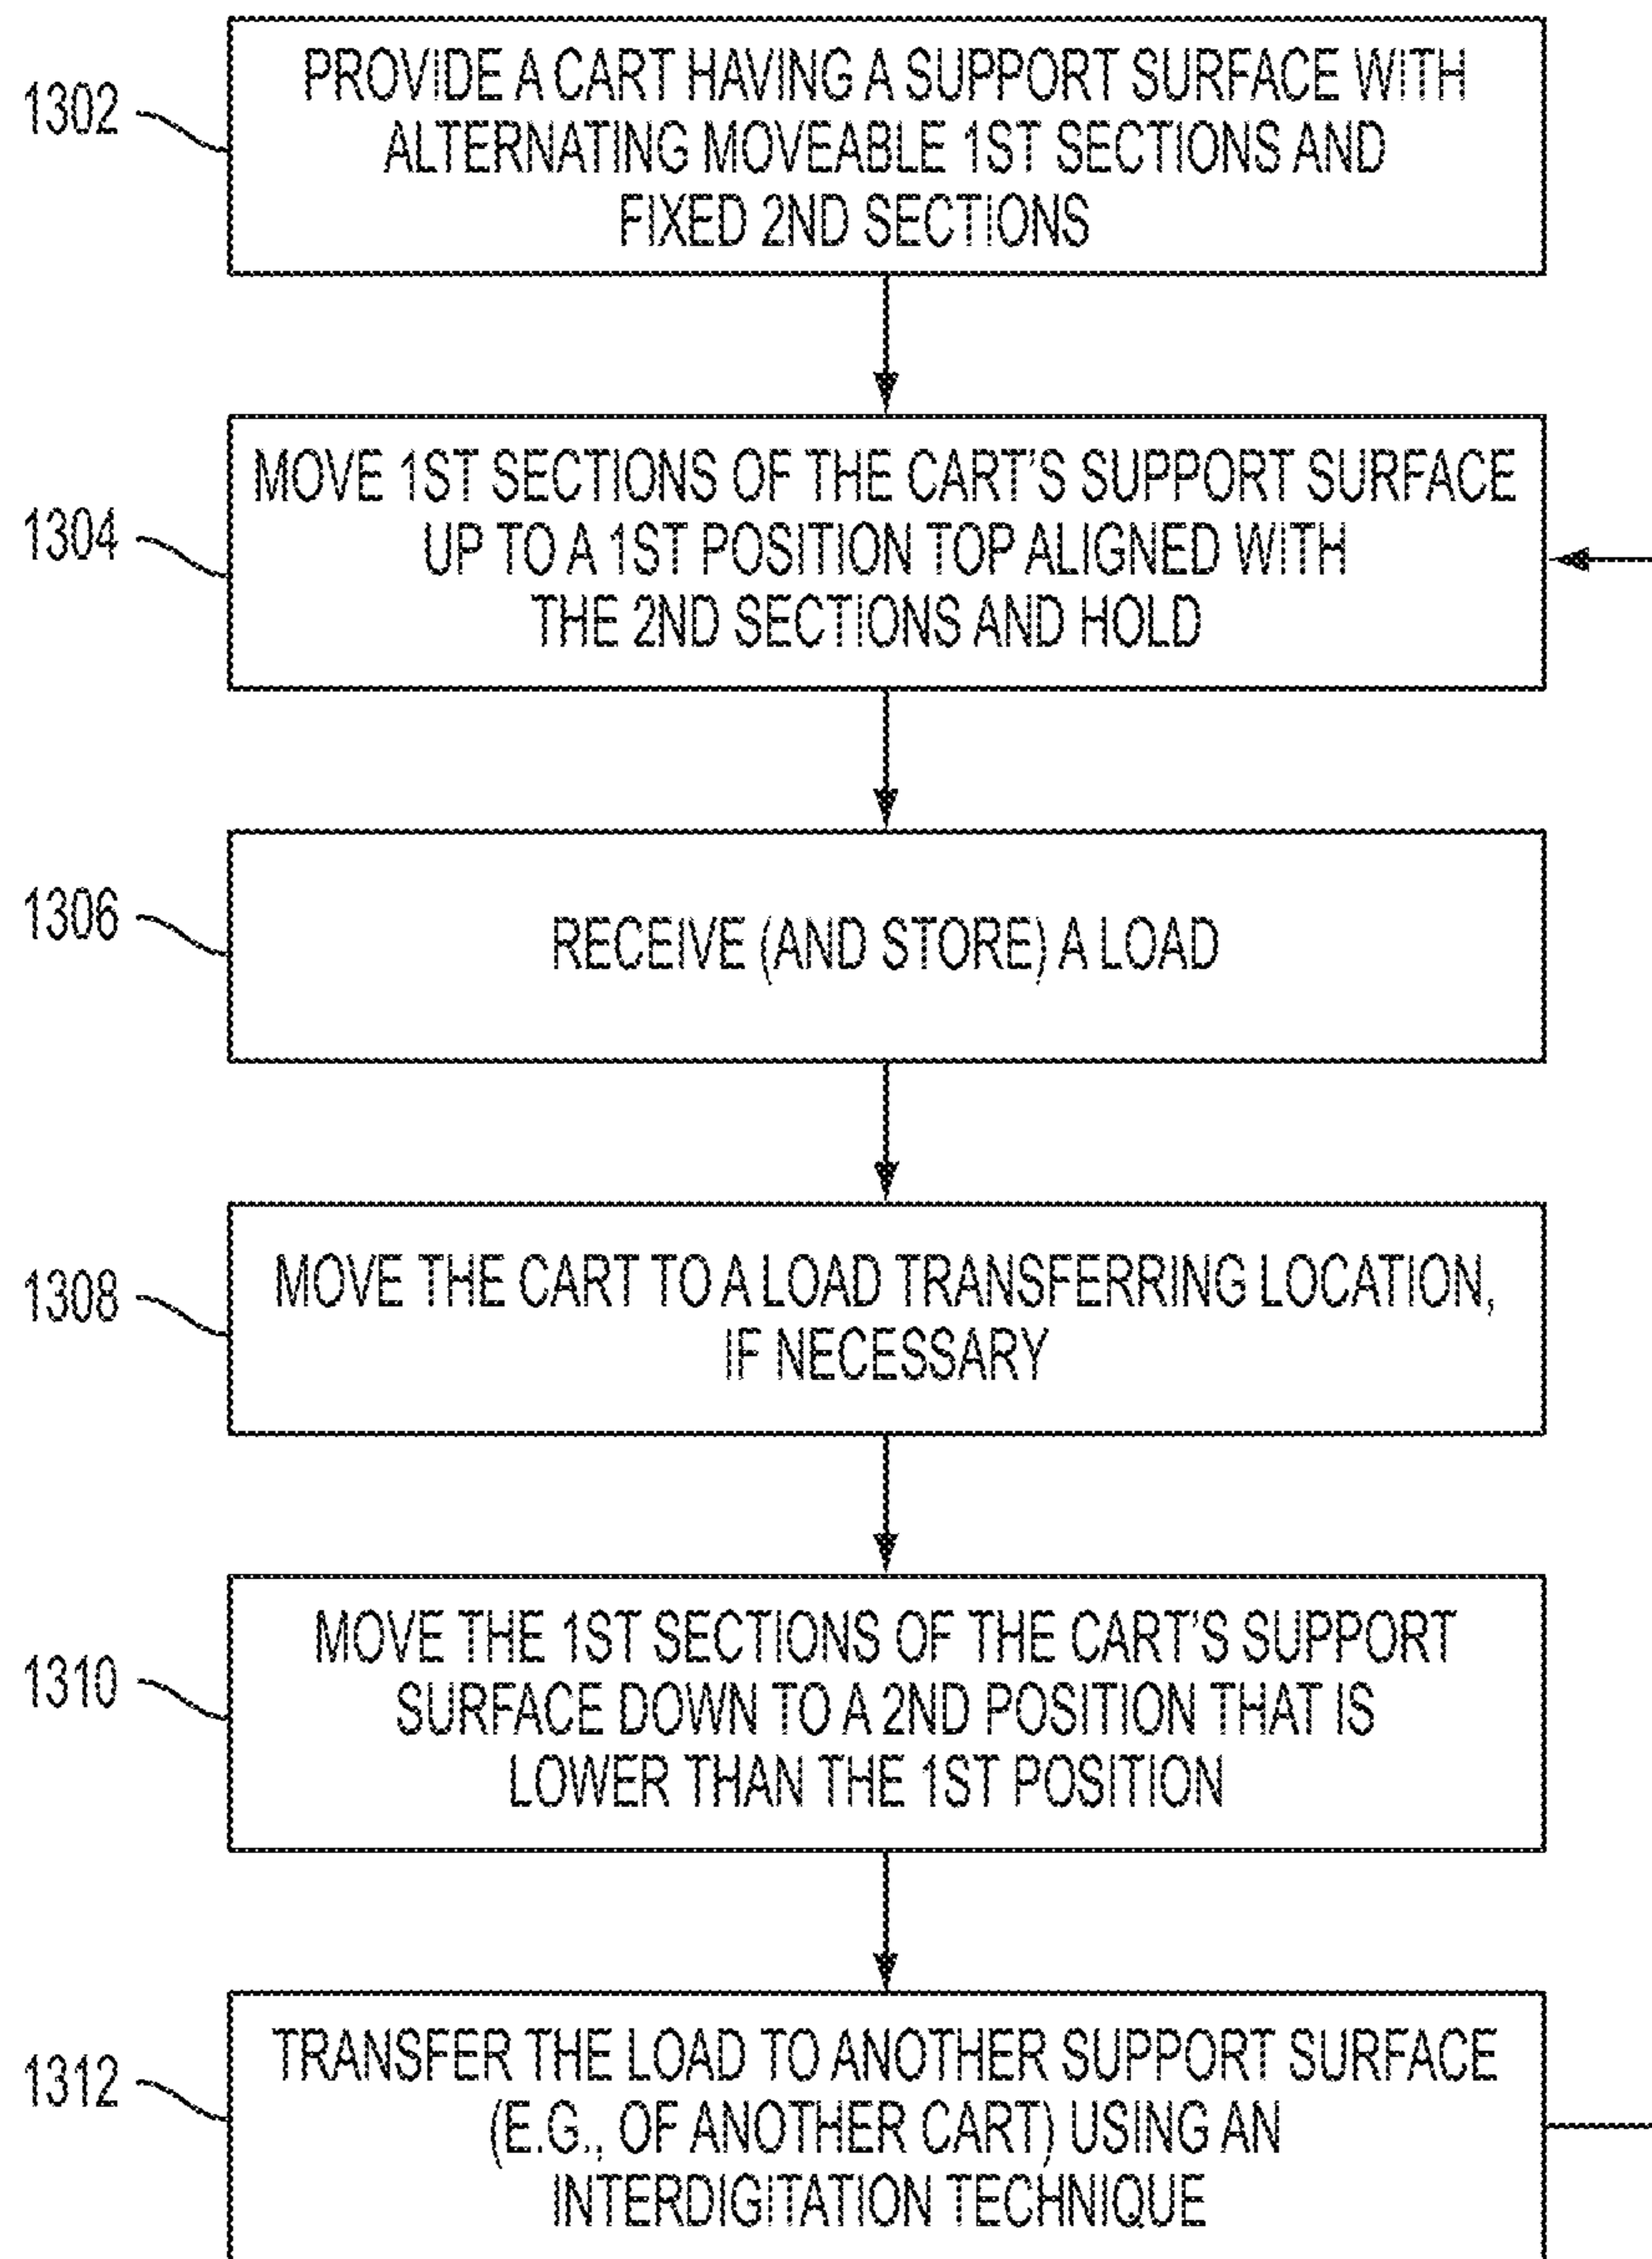 1302
PROVIDE A CART HAVING A SUPPORT SURFACE WITH
ALTERNATING MOVEABLE 1ST SECTIONS AND
FIXED 2ND SECTIONS
1304
MOVE 1ST SECTIONS OF THE CART'S SUPPORT SURFACE
UP TO A 1ST POSITION TOP ALIGNED WITH
THE 2ND SECTIONS AND HOLD
1306
RECEIVE (AND STORE) A LOAD
1308
MOVE THE CART TO A LOAD TRANSFERRING LOCATION,
IF NECESSARY
1310
MOVE THE 1ST SECTIONS OF THE CART'S SUPPORT
SURFACE DOWN TO A 2ND POSITION THAT IS
LOWER THAN THE 1ST POSITION
1312
TRANSFER THE LOAD TO ANOTHER SUPPORT SURFACE
(E.G., OF ANOTHER CART) USING AN
INTERDIGITATION TECHNIQUE